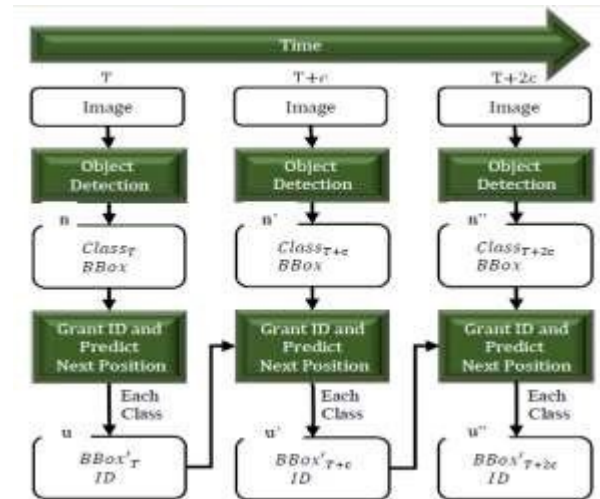 Time
T T+c T+2c
Image Image Image
Object Detection Object Detection Object Detection
n n' n''
Class_T Class_T+c Class_T+2c
BBox BBox BBox
Grant ID and Predict Next Position Grant ID and Predict Next Position Grant ID and Predict Next Position
Each Class Each Class Each Class
u u' u''
BBox'_T BBox'_T+c BBox'_T+2c
ID ID ID